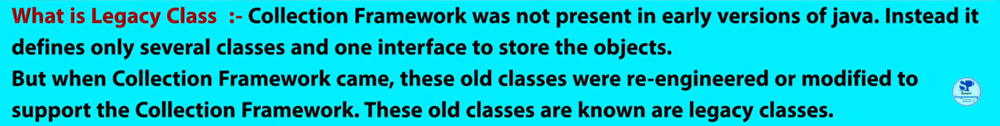 What is Legacy Class :- Collection Framework was not present in early versions of java. Instead it
defines only several classes and one interface to store the objects.
But when Collection Framework came, these old classes were re-engineered or modified to
support the Collection Framework. These old classes are known are legacy classes.
SP
Smart
Programming